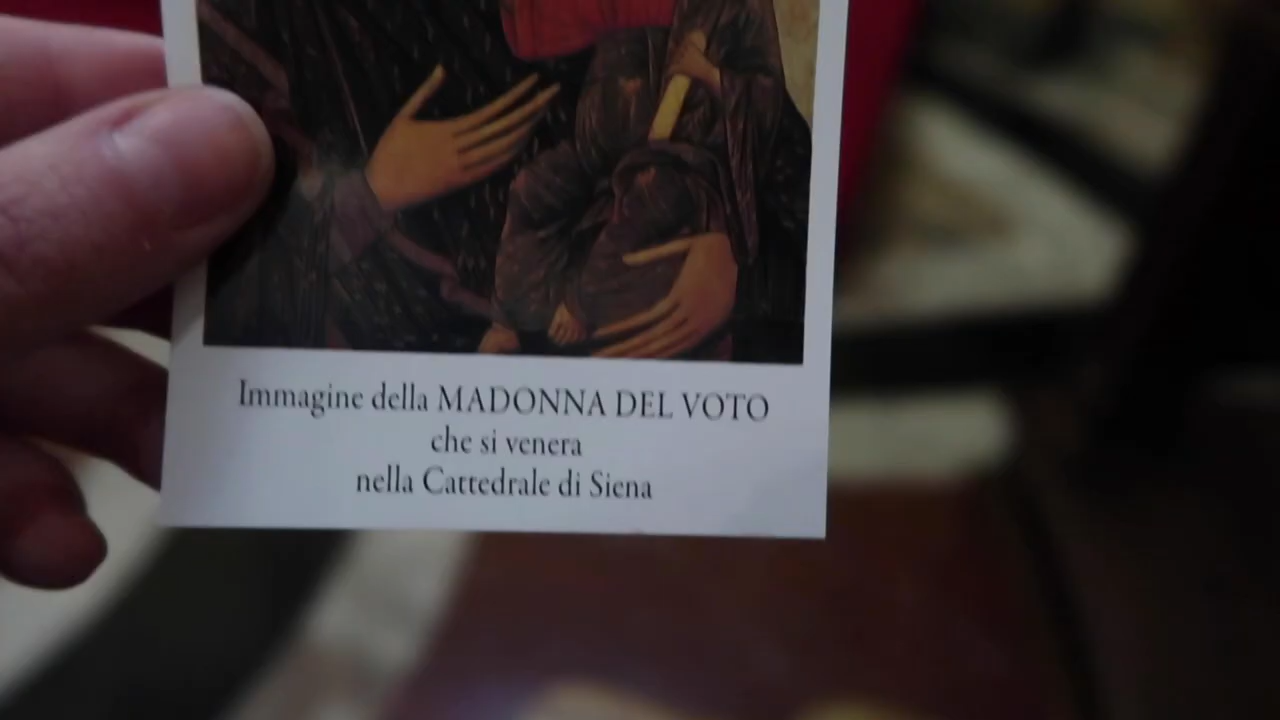 Immagine della MADONNA DEL VOTO
che si venera
nella Cattedrale di Siena